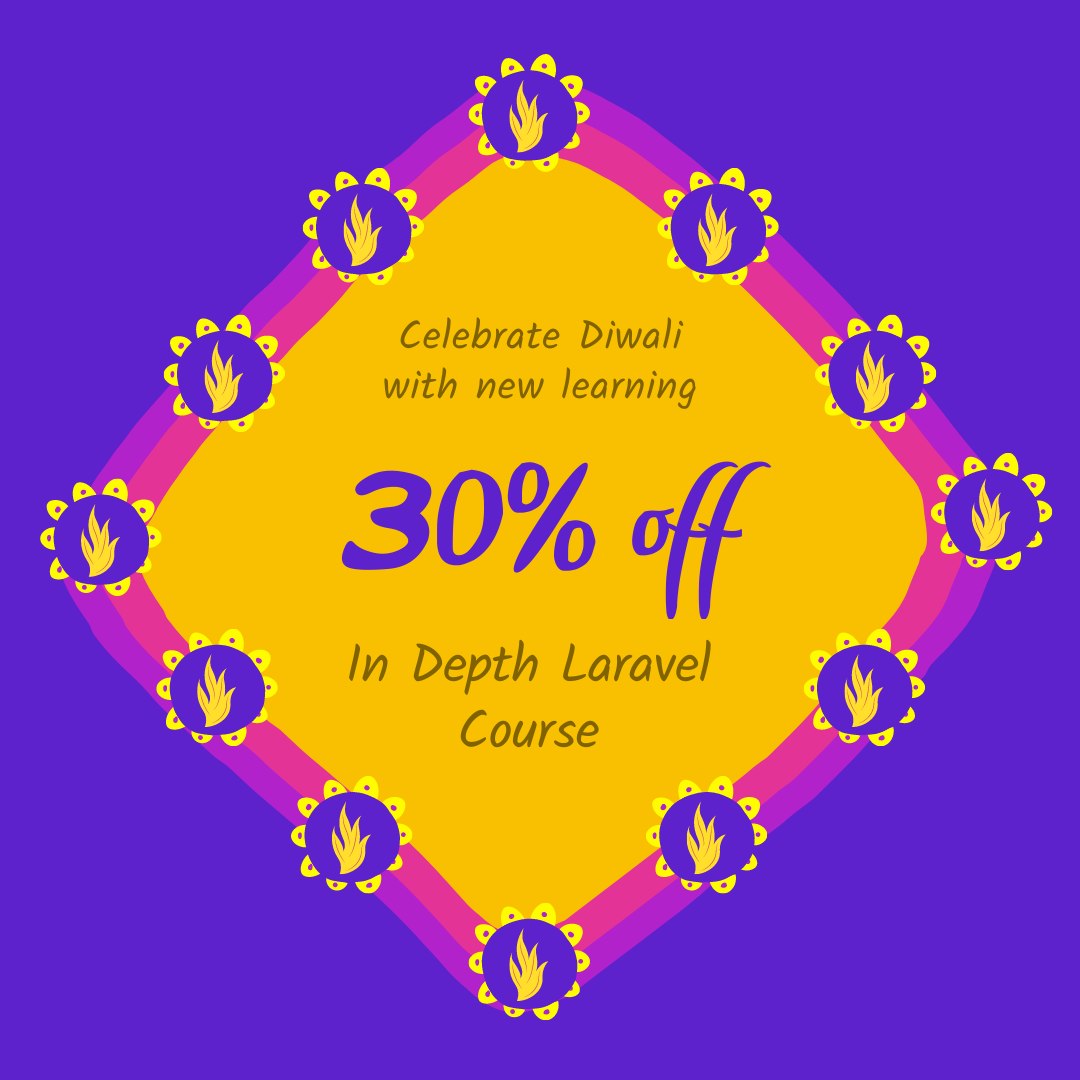 Celebrate Diwali
with new learning
30% off
In Depth Laravel
Course